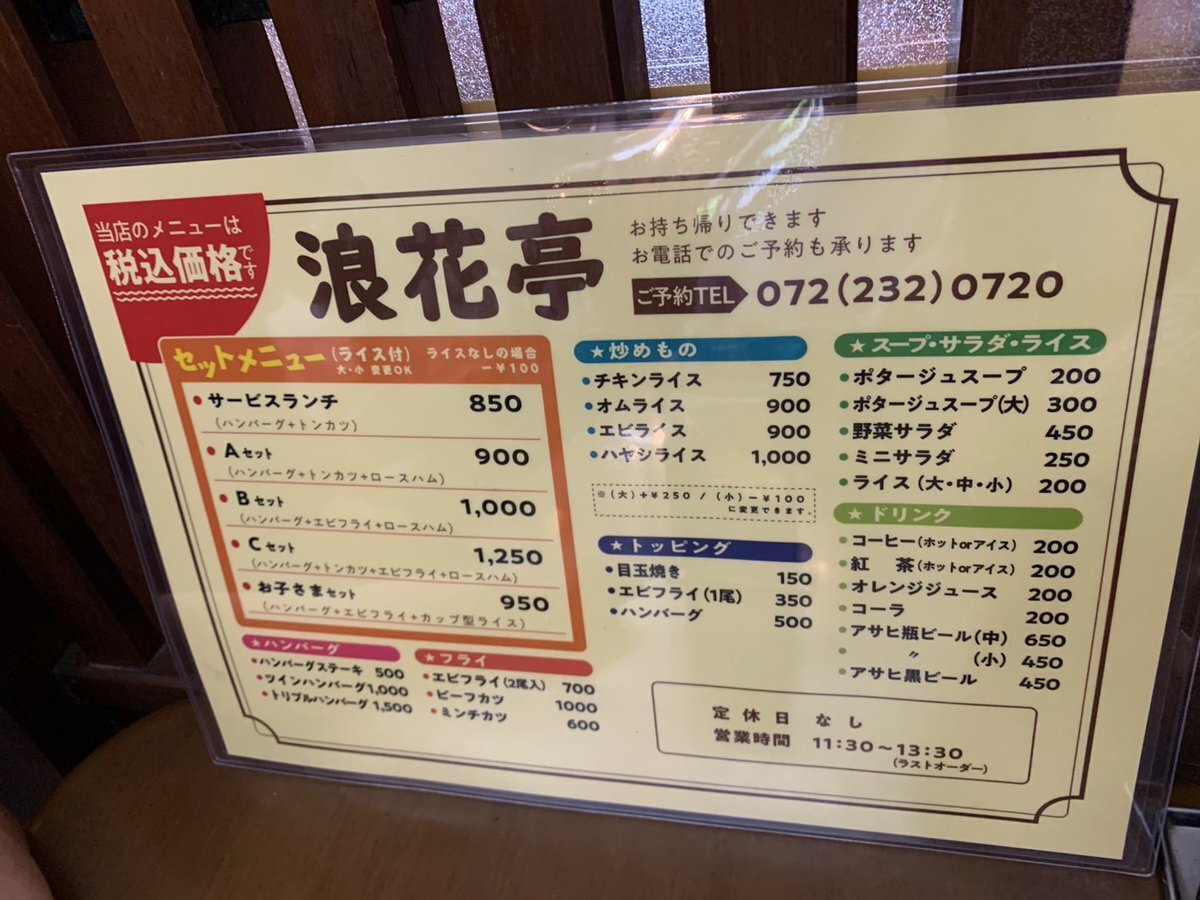 当店のメニューは
税込価格です
浪花亭
お持ち帰りできます
お電話でのご予約も承ります
ご予約TEL 072(232)0720
セットメニュー (ライス付) 大・小 変更OK ライスなしの場合 ー¥100
・サービスランチ 850
(ハンバーグ+トンカツ)
・Aセット 900
(ハンバーグ+トンカツ+ロースハム)
・Bセット 1,000
(ハンバーグ+エビフライ+ロースハム)
・Cセット 1,250
(ハンバーグ+トンカツ+エビフライ+ロースハム)
・お子さまセット 950
(ハンバーグ+エビフライ+カップ型ライス)
★ハンバーグ
・ハンバーグステーキ 500
・ツインハンバーグ 1,000
・トリプルハンバーグ 1,500
★フライ
・エビフライ(2尾入) 700
・ビーフカツ 1000
・ミンチカツ 600
★炒めもの
・チキンライス 750
・オムライス 900
・エビライス 900
・ハヤシライス 1,000
※(大)+¥250 / (小)ー¥100
に変更できます。
★トッピング
・目玉焼き 150
・エビフライ(1尾) 350
・ハンバーグ 500
★スープ・サラダ・ライス
・ポタージュスープ 200
・ポタージュスープ(大) 300
・野菜サラダ 450
・ミニサラダ 250
・ライス(大・中・小) 200
★ドリンク
・コーヒー(ホットorアイス) 200
・紅 茶(ホットorアイス) 200
・オレンジジュース 200
・コーラ 200
・アサヒ瓶ビール(中) 650
・ 〃 (小) 450
・アサヒ黒ビール 450
定休日 なし
営業時間 11:30〜13:30
(ラストオーダー)